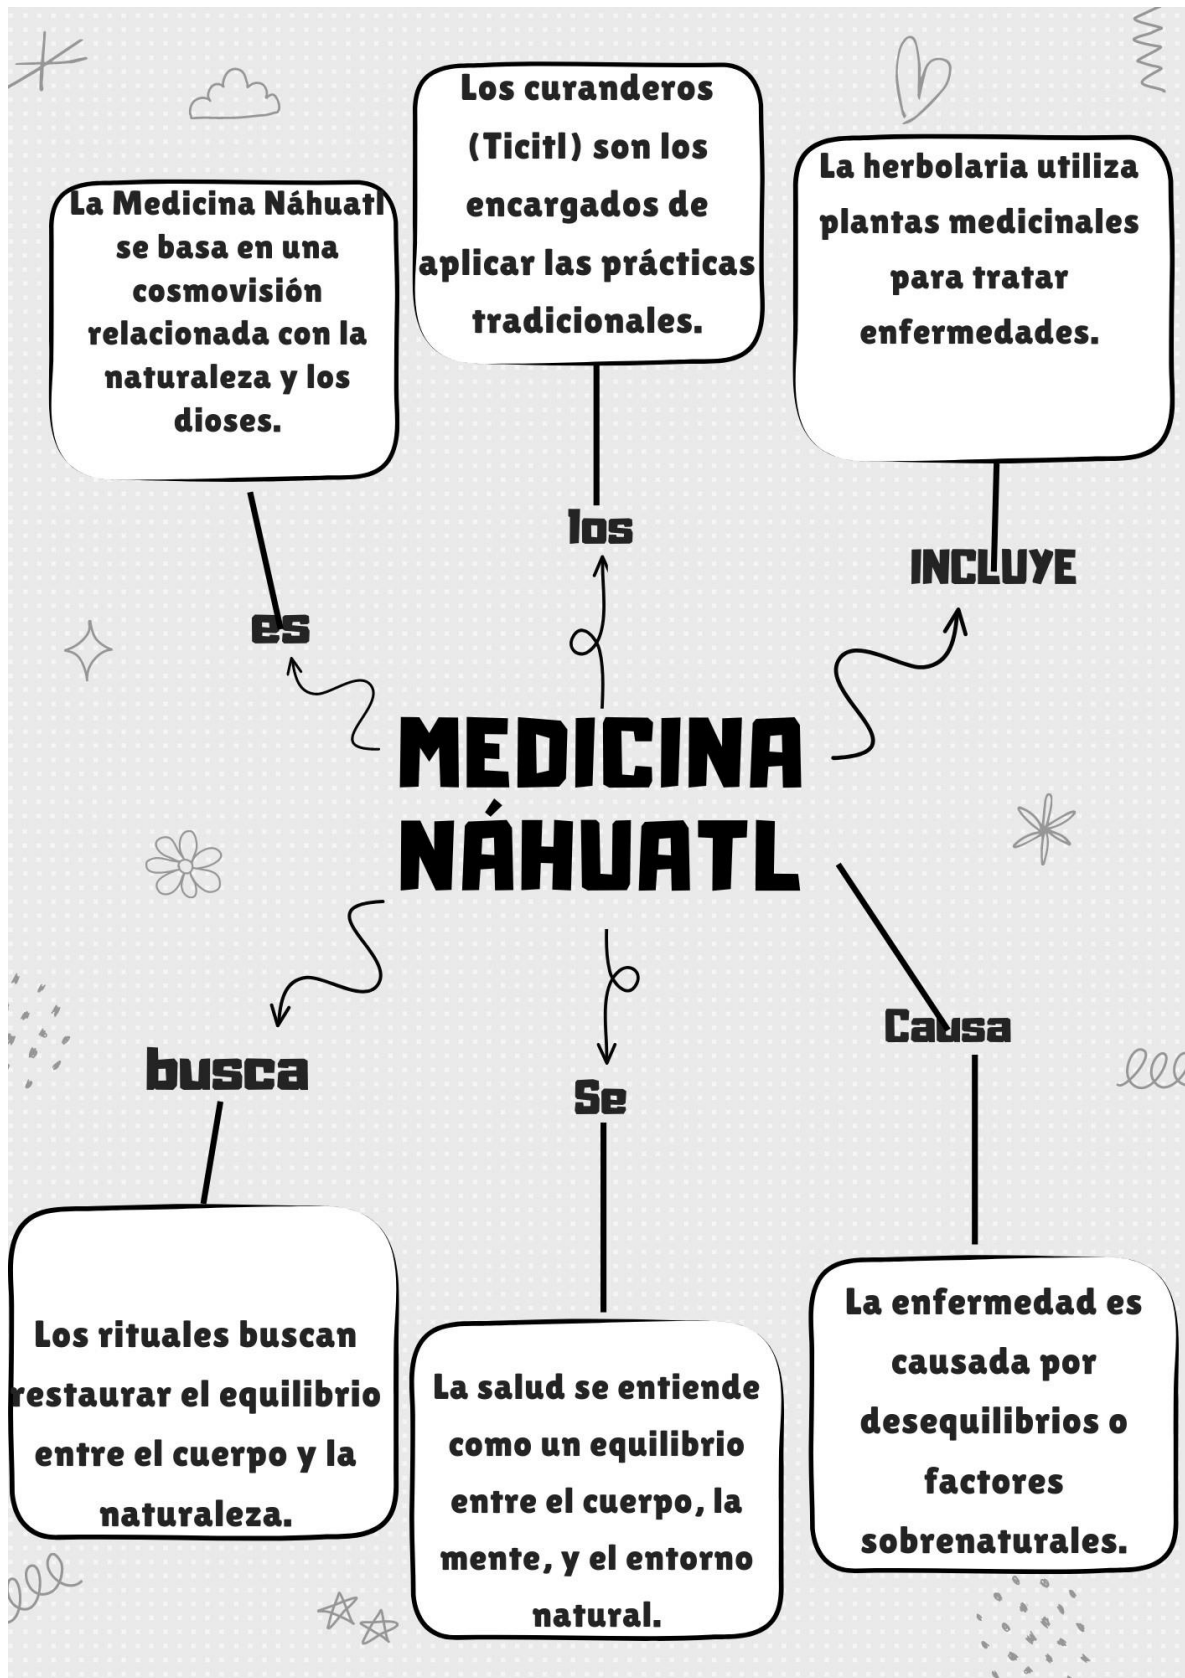 Los curanderos
(Ticitl) son los
encargados de
aplicar las prácticas
tradicionales.
La herbolaria utiliza
plantas medicinales
para tratar
enfermedades.
La Medicina Náhuatl
se basa en una
cosmovisión
relacionada con la
naturaleza y los
dioses.
los
INCLUYE
es
MEDICINA
NÁHUATL
Causa
busca
Se
La enfermedad es
causada por
desequilibrios o
factores
sobrenaturales.
Los rituales buscan
restaurar el equilibrio
entre el cuerpo y la
naturaleza.
La salud se entiende
como un equilibrio
entre el cuerpo, la
mente, y el entorno
natural.